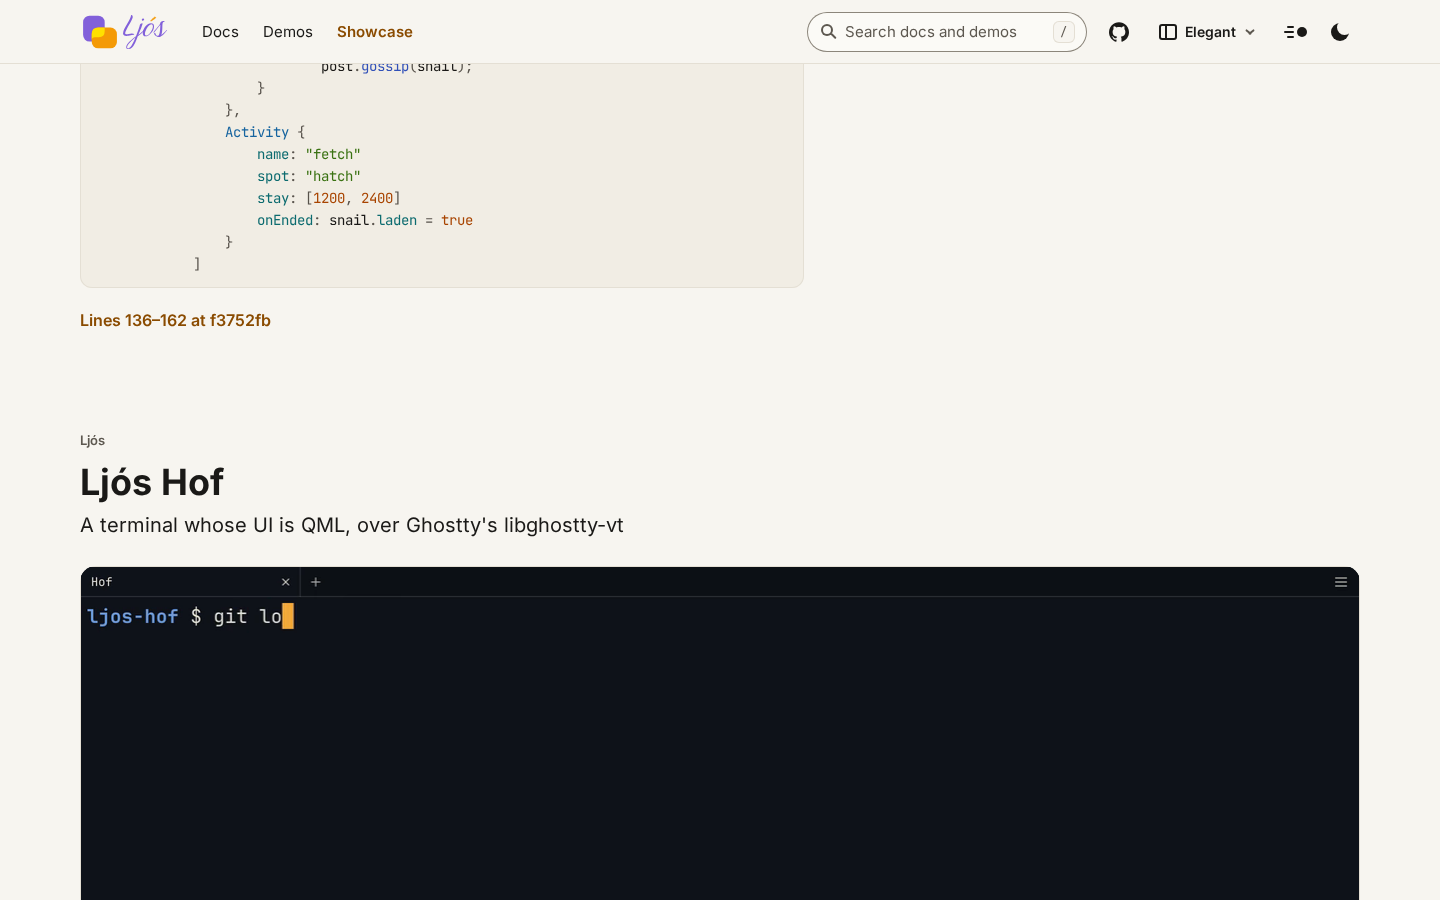 Ljós
Docs
Demos
Showcase
Search docs and demos
/
Elegant
post.gossip(snail);
}
},
Activity {
name: "fetch"
spot: "hatch"
stay: [1200, 2400]
onEnded: snail.laden = true
}
]
Lines 136–162 at f3752fb
Ljós
Ljós Hof
A terminal whose UI is QML, over Ghostty's libghostty-vt
Hof
ljos-hof $ git lo